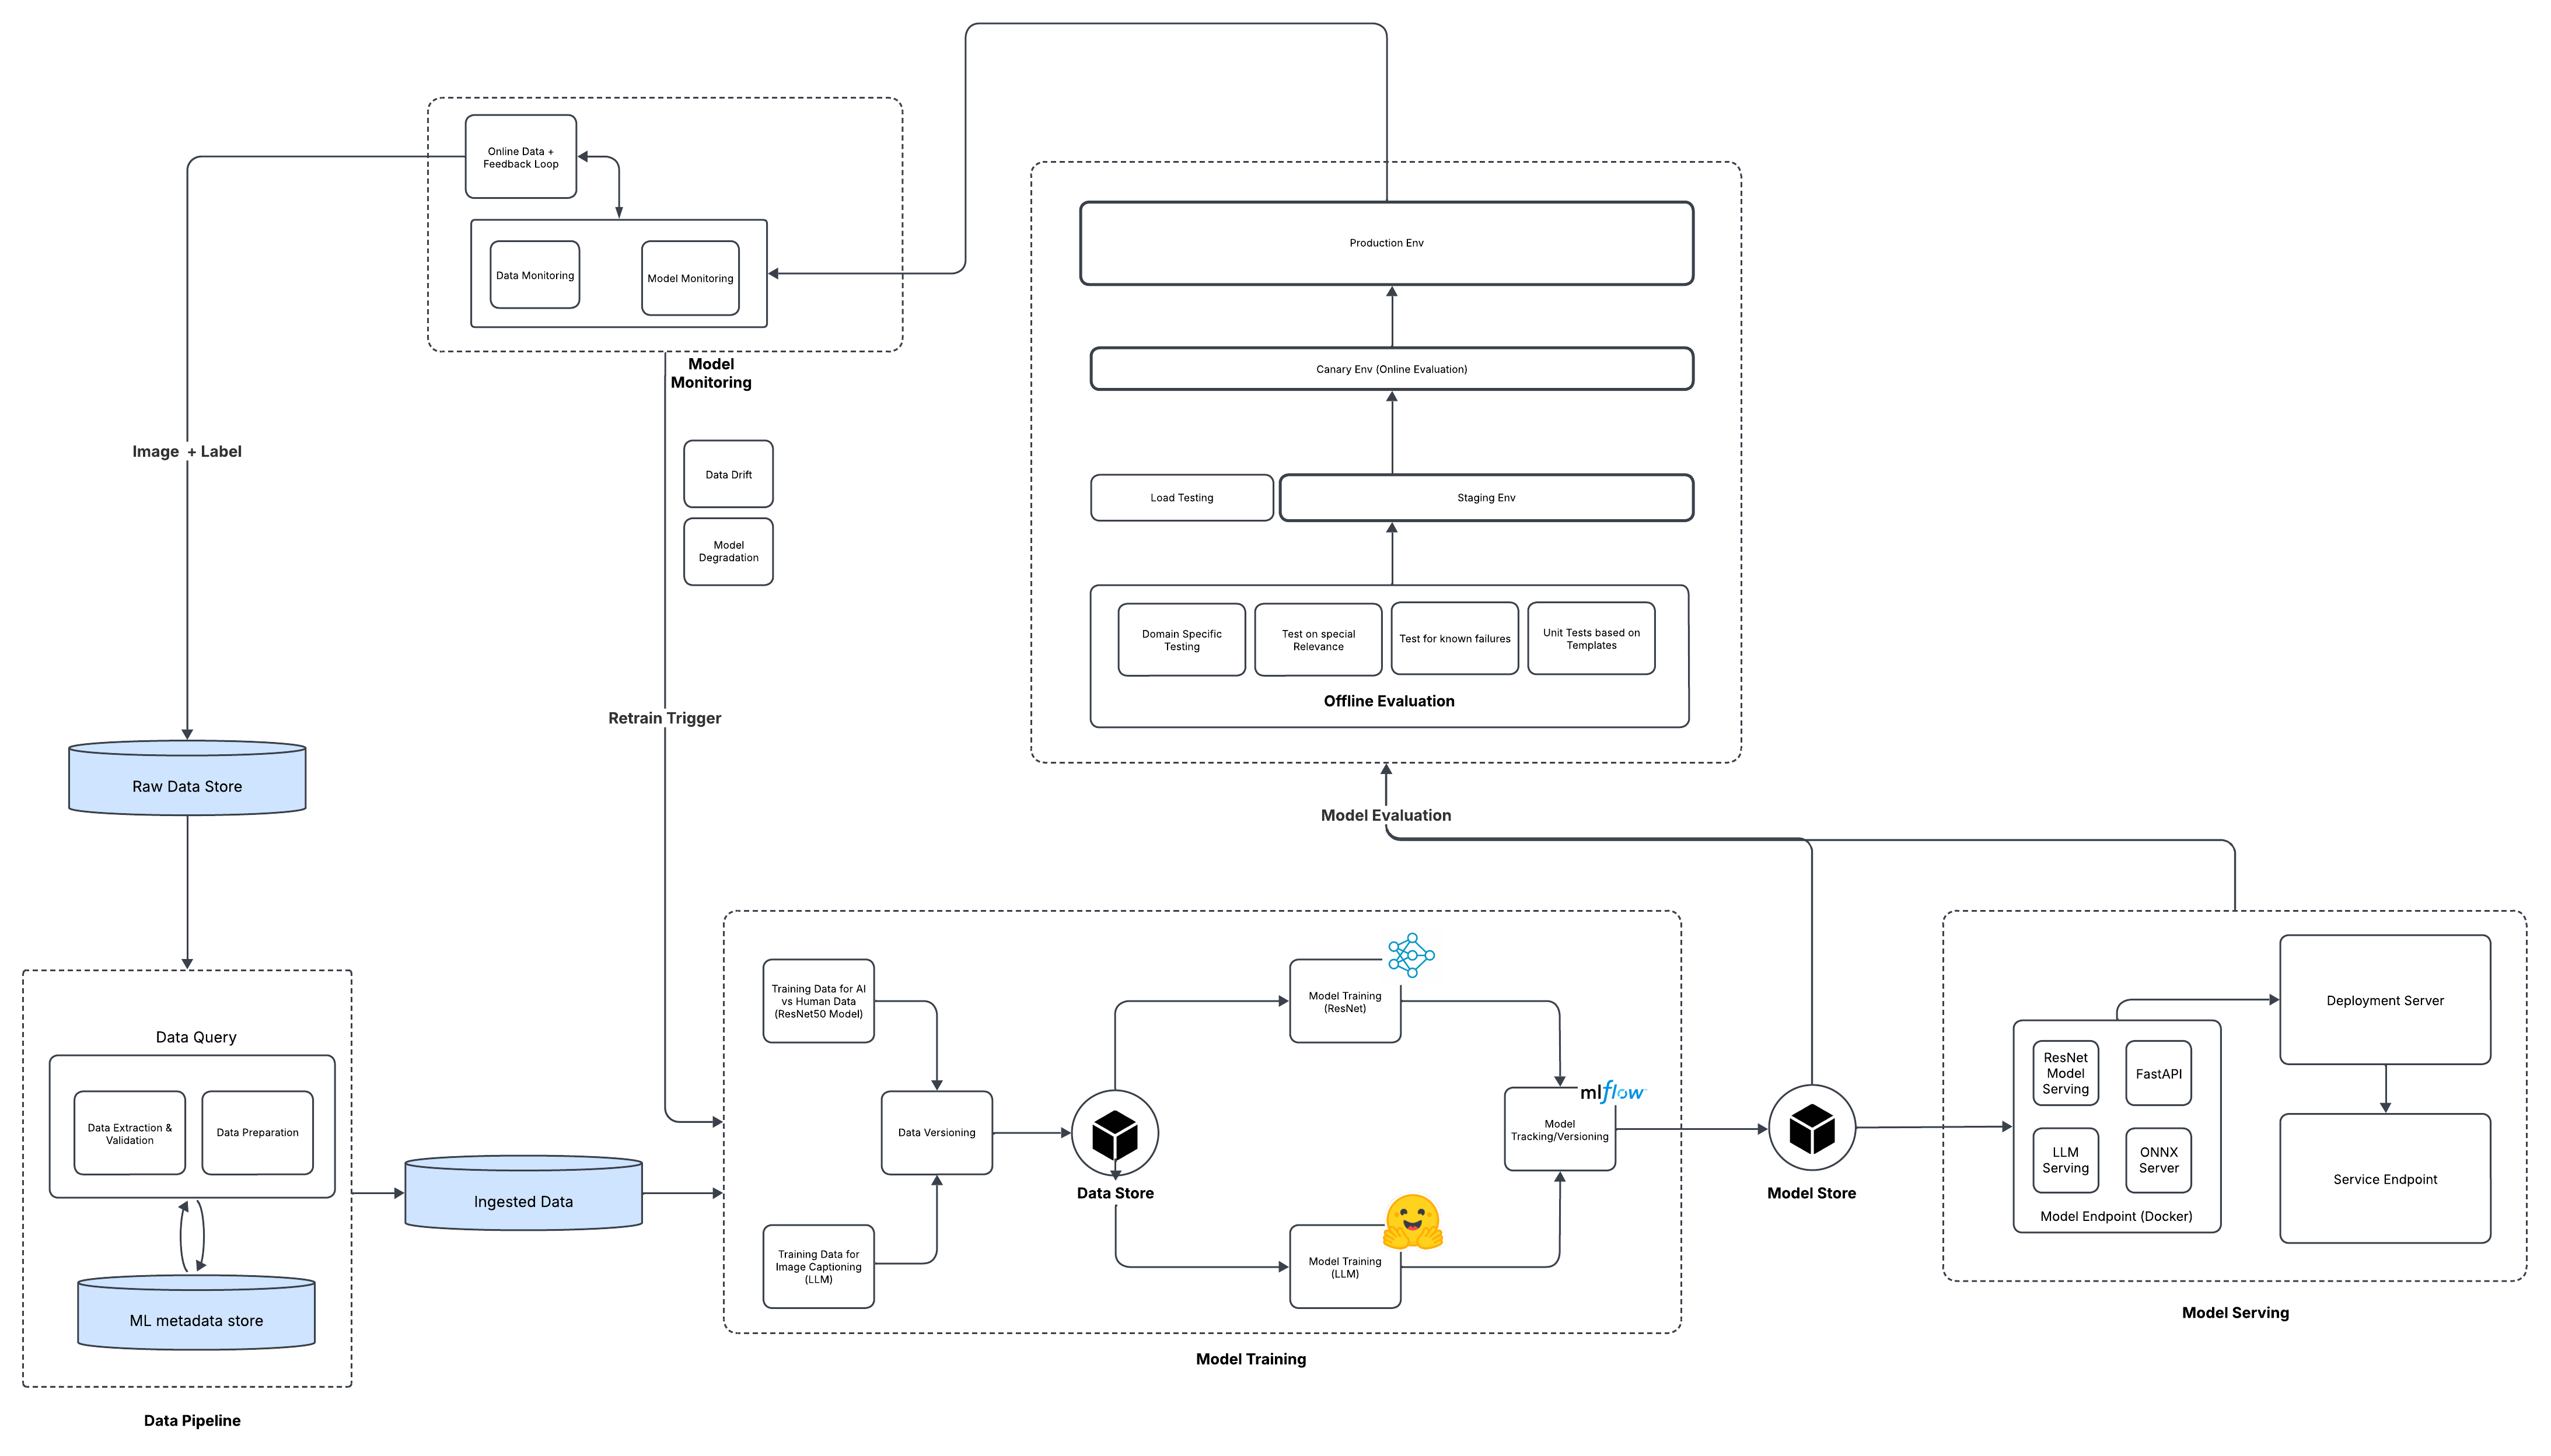 Online Data +
Feedback Loop
Data Monitoring
Model Monitoring
Model
Monitoring
Image + Label
Data Drift
Model
Degradation
Retrain Trigger
Production Env
Canary Env (Online Evaluation)
Load Testing
Staging Env
Domain Specific
Testing
Test on special
Relevance
Test for known failures
Unit Tests based on
Templates
Offline Evaluation
Model Evaluation
Raw Data Store
Data Query
Data Extraction &
Validation
Data Preparation
ML metadata store
Data Pipeline
Ingested Data
Training Data for AI
vs Human Data
(ResNet50 Model)
Data Versioning
Training Data for
Image Captioning
(LLM)
Data Store
Model Training
(ResNet)
Model Training
(LLM)
mlflow
Model
Tracking/Versioning
Model Training
Model Store
ResNet
Model
Serving
FastAPI
LLM
Serving
ONNX
Server
Model Endpoint (Docker)
Deployment Server
Service Endpoint
Model Serving